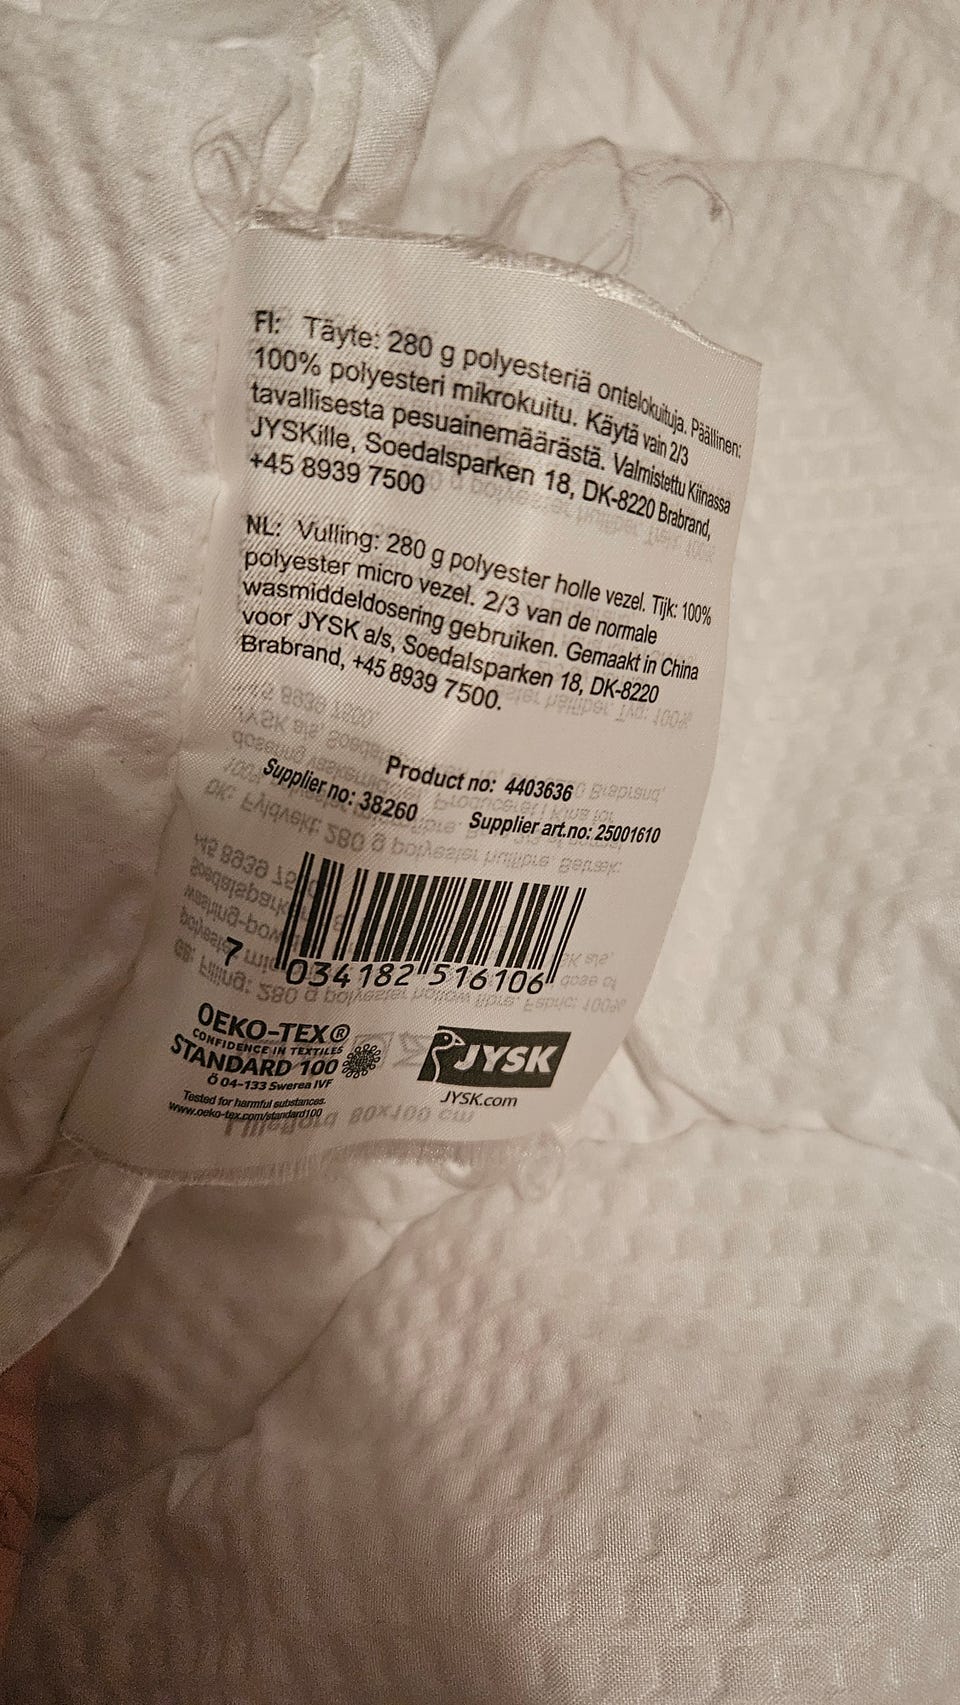 FI: Täyte: 280 g polyesteriä ontelokuituja. Päällinen:
100% polyesteri mikrokuitu. Käytä vain 2/3
tavallisesta pesuainemäärästä. Valmistettu Kiinassa
JYSKille, Soedalsparken 18, DK-8220 Brabrand,
+45 8939 7500
NL: Vulling: 280 g polyester holle vezel. Tijk: 100%
polyester micro vezel. 2/3 van de normale
wasmiddeldosering gebruiken. Gemaakt in China
voor JYSK a/s, Soedalsparken 18, DK-8220
Brabrand, +45 8939 7500.
Product no: 4403636
Supplier no: 38260 Supplier art.no: 25001610
7 034182 516106
OEKO-TEX®
CONFIDENCE IN TEXTILES
STANDARD 100
Ö 04-133 Swerea IVF
Tested for harmful substances.
www.oeko-tex.com/standard100
JYSK
JYSK.com